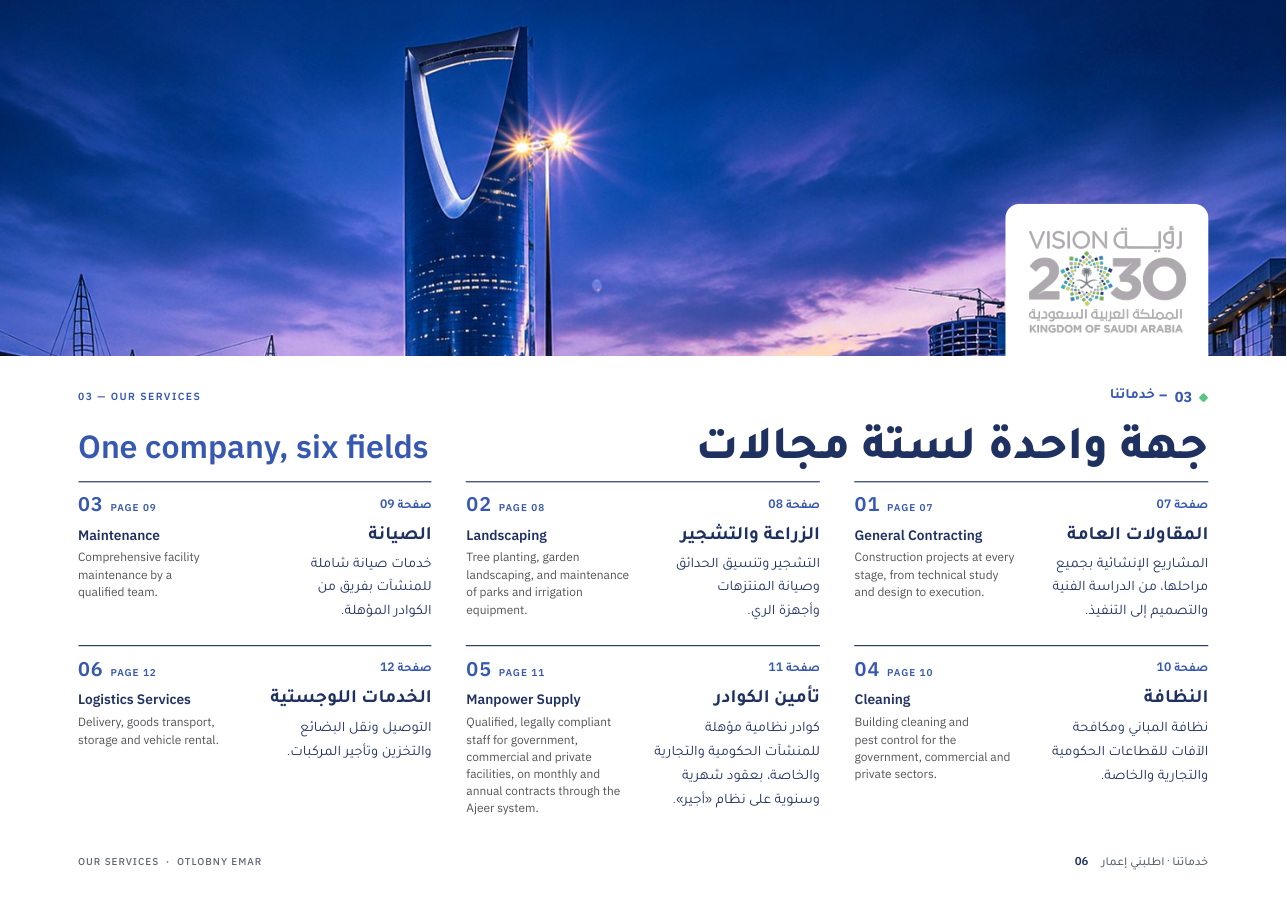 VISION رؤيـــة
2030
المملكة العربية السعودية
KINGDOM OF SAUDI ARABIA
03 — OUR SERVICES
03 – خدماتنا
One company, six fields
جهة واحدة لستة مجالات
01 PAGE 07
صفحة 07
General Contracting
المقاولات العامة
Construction projects at every
stage, from technical study
and design to execution.
المشاريع الإنشائية بجميع
مراحلها، من الدراسة الفنية
والتصميم إلى التنفيذ.
02 PAGE 08
صفحة 08
Landscaping
الزراعة والتشجير
Tree planting, garden
landscaping, and maintenance
of parks and irrigation
equipment.
التشجير وتنسيق الحدائق
وصيانة المنتزهات
وأجهزة الري.
03 PAGE 09
صفحة 09
Maintenance
الصيانة
Comprehensive facility
maintenance by a
qualified team.
خدمات صيانة شاملة
للمنشآت بفريق من
الكوادر المؤهلة.
04 PAGE 10
صفحة 10
Cleaning
النظافة
Building cleaning and
pest control for the
government, commercial and
private sectors.
نظافة المباني ومكافحة
الآفات للقطاعات الحكومية
والتجارية والخاصة.
05 PAGE 11
صفحة 11
Manpower Supply
تأمين الكوادر
Qualified, legally compliant
staff for government,
commercial and private
facilities, on monthly and
annual contracts through the
Ajeer system.
كوادر نظامية مؤهلة
للمنشآت الحكومية والتجارية
والخاصة، بعقود شهرية
وسنوية على نظام «أجير».
06 PAGE 12
صفحة 12
Logistics Services
الخدمات اللوجستية
Delivery, goods transport,
storage and vehicle rental.
التوصيل ونقل البضائع
والتخزين وتأجير المركبات.
OUR SERVICES · OTLOBNY EMAR
خدماتنا · اطلبني إعمار 06